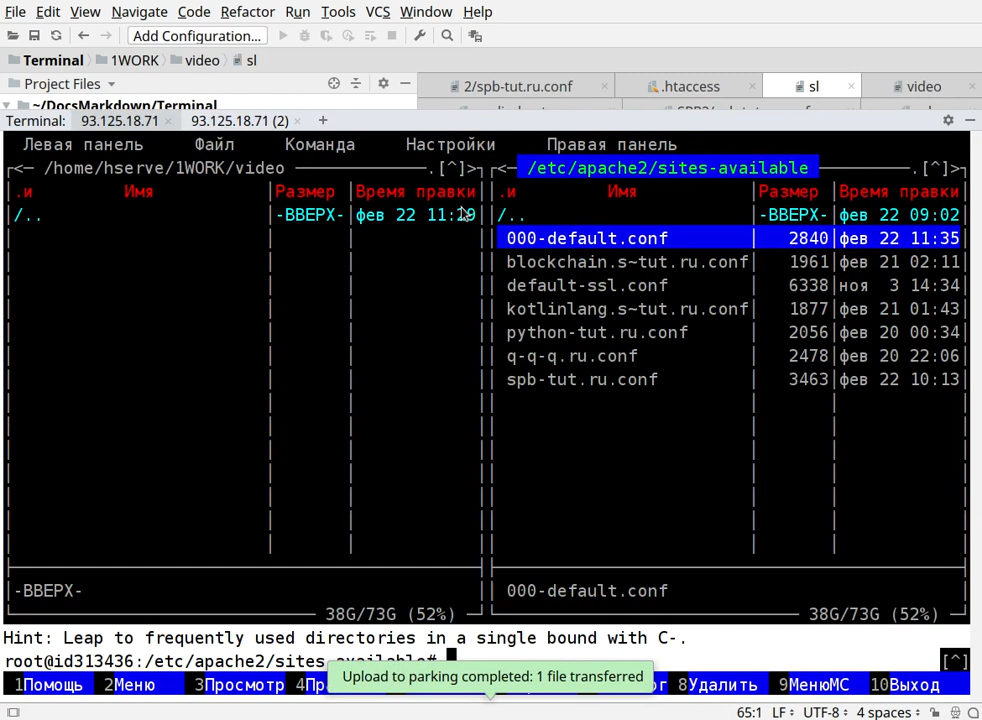 File Edit View Navigate Code Refactor Run Tools VCS Window Help
Add Configuration...
Terminal 1WORK video sl
Project Files 2/spb-tut.ru.conf .htaccess sl video
~/DocsMarkdown/Terminal
Terminal: 93.125.18.71 93.125.18.71 (2) +
Левая панель Файл Команда Настройки Правая панель
<— /home/hserve/1WORK/video .[^]> <— /etc/apache2/sites-available .[^]>
.и Имя Размер Время правки .и Имя Размер Время правки
/.. -ВВЕРХ- фев 22 /.. -ВВЕРХ- фев 22 09:02
000-default.conf 2840 фев 22 11:35
blockchain.s~tut.ru.conf 1961 фев 21 02:11
default-ssl.conf 6338 ноя 3 14:34
kotlinlang.s~tut.ru.conf 1877 фев 21 01:43
python-tut.ru.conf 2056 фев 20 00:34
q-q-q.ru.conf 2478 фев 20 22:06
spb-tut.ru.conf 3463 фев 22 10:13
-ВВЕРХ- 000-default.conf
38G/73G (52%) 38G/73G (52%)
Hint: Leap to frequently used directories in a single bound with C-.
root@id313436:/etc/apache2/sites-available# [^]
Upload to parking completed: 1 file transferred
1Помощь 2Меню 3Просмотр 8Удалить 9МенюMC 10Выход
65:1 LF UTF-8 4 spaces